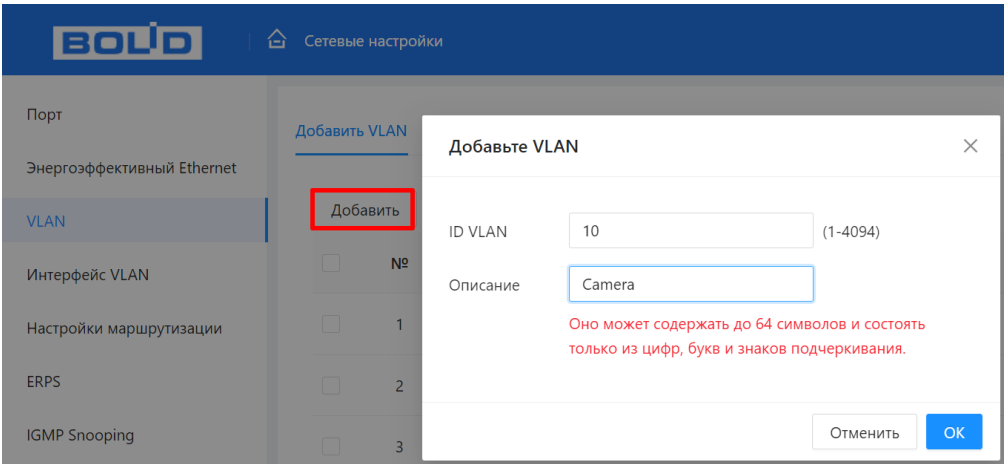 BOLID
Сетевые настройки
Порт
Энергоэффективный Ethernet
VLAN
Интерфейс VLAN
Настройки маршрутизации
ERPS
IGMP Snooping
Добавить VLAN
Добавить
№
1
2
3
Добавьте VLAN
ID VLAN 10 (1-4094)
Описание Camera
Оно может содержать до 64 символов и состоять
только из цифр, букв и знаков подчеркивания.
Отменить OK